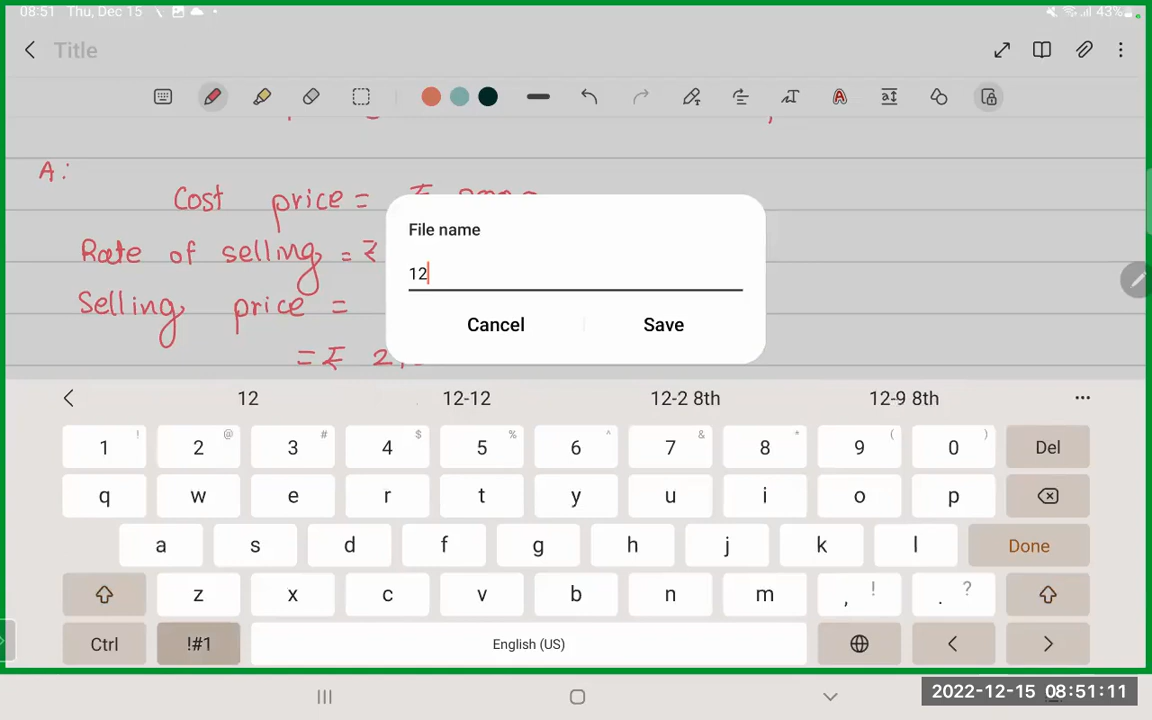 08:51 Thu, Dec 15 43%
Title
A:
Cost price = ₹
Rate of selling = ₹
Selling price =
= ₹ 2,
File name
12
Cancel Save
12 12-12 12-2 8th 12-9 8th ...
1 ! 2 @ 3 # 4 $ 5 % 6 ^ 7 & 8 * 9 ( 0 ) Del
q w e r t y u i o p
a s d f g h j k l Done
z x c v b n m , ! . ?
Ctrl !#1 English (US) < >
2022-12-15 08:51:11